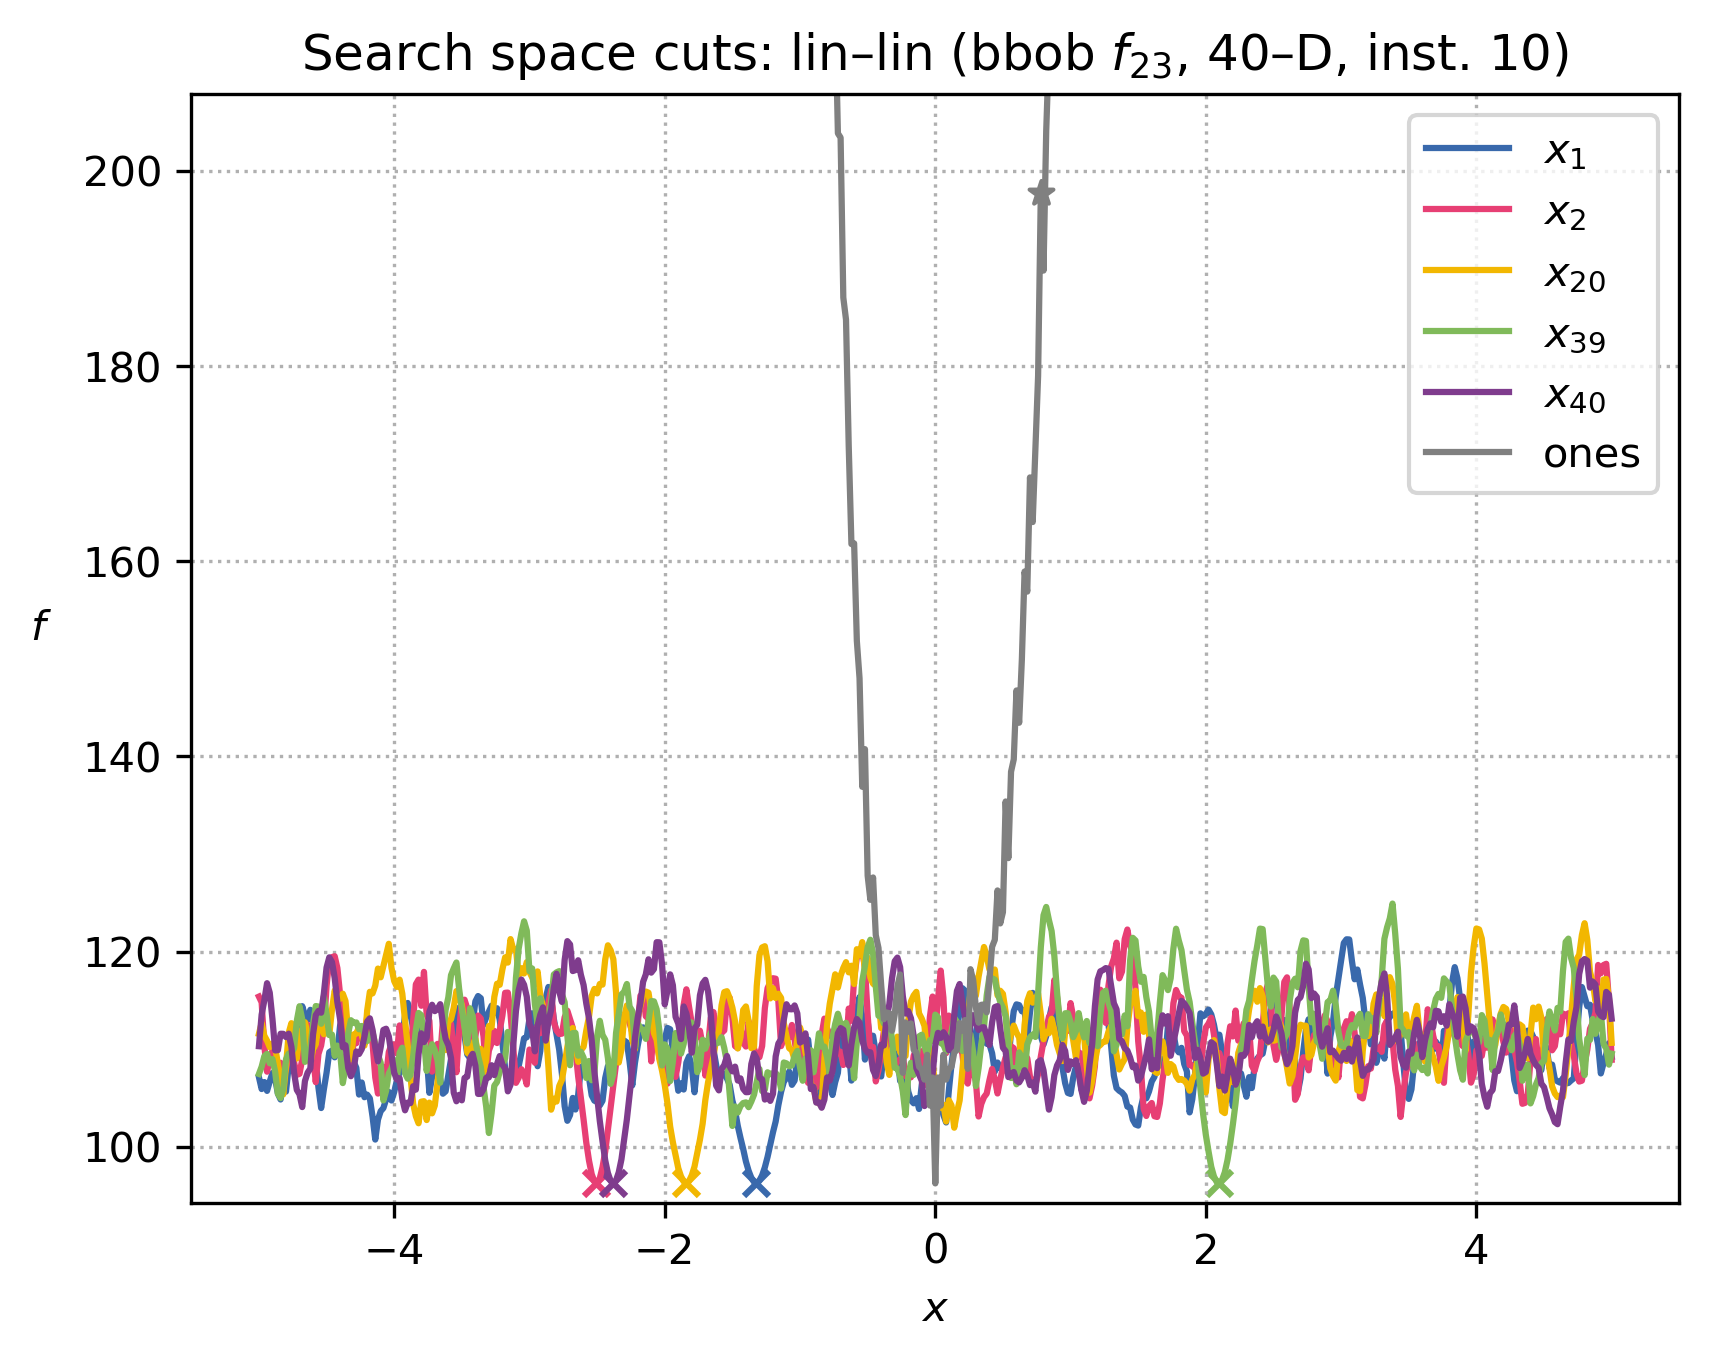 Search space cuts: lin–lin (bbob f₂₃, 40–D, inst. 10)
200
180
160
140
120
100
f
−4
−2
0
2
4
x
x₁
x₂
x₂₀
x₃₉
x₄₀
ones